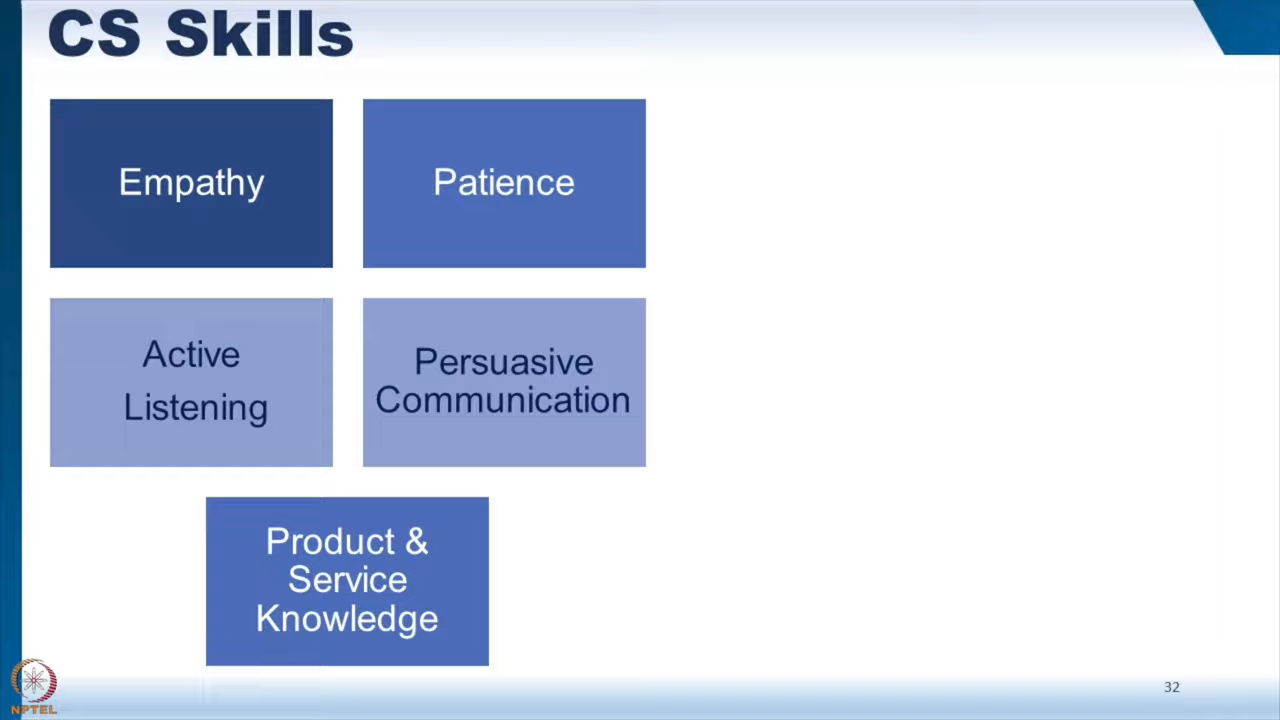 CS Skills
Empathy
Patience
Active
Listening
Persuasive
Communication
Product &
Service
Knowledge
32
NPTEL